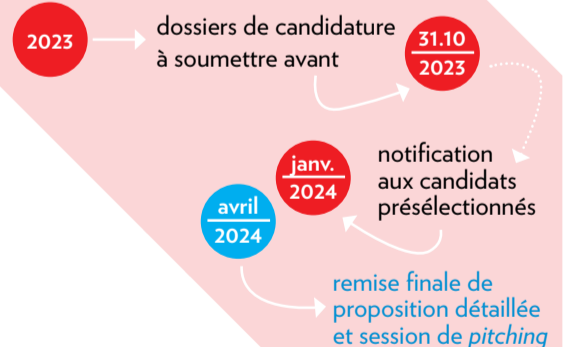 2023
dossiers de candidature
à soumettre avant
31.10
2023
notification
aux candidats
présélectionnés
janv.
2024
avril
2024
remise finale de
proposition détaillée
et session de pitching